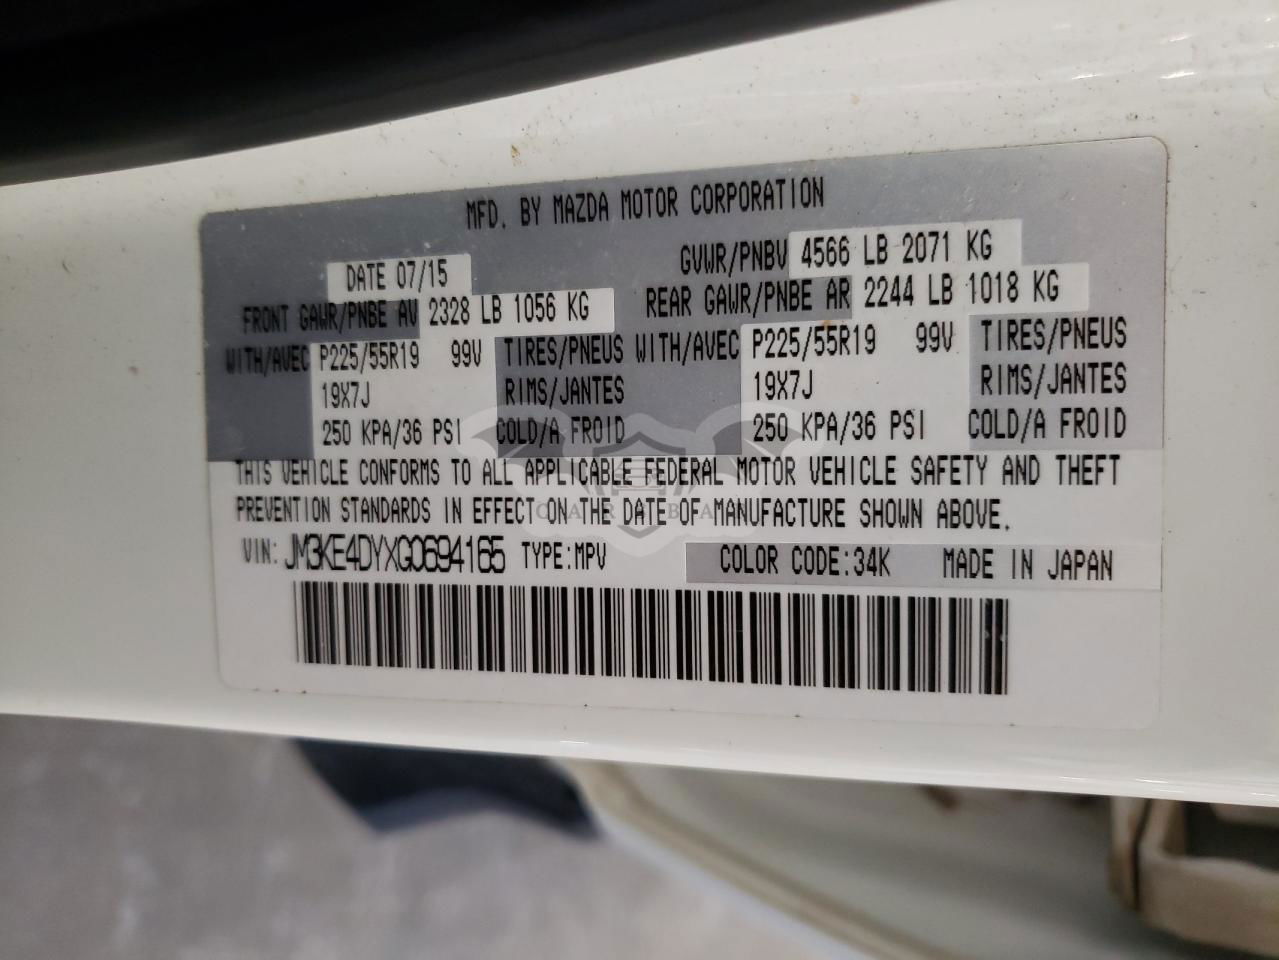 MFD. BY MAZDA MOTOR CORPORATION
DATE 07/15 GVWR/PNBV 4566 LB 2071 KG
FRONT GAWR/PNBE AV 2328 LB 1056 KG REAR GAWR/PNBE AR 2244 LB 1018 KG
WITH/AVEC P225/55R19 99V TIRES/PNEUS WITH/AVEC P225/55R19 99V TIRES/PNEUS
19X7J RIMS/JANTES 19X7J RIMS/JANTES
250 KPA/36 PSI COLD/A FROID 250 KPA/36 PSI COLD/A FROID
THIS VEHICLE CONFORMS TO ALL APPLICABLE FEDERAL MOTOR VEHICLE SAFETY AND THEFT
PREVENTION STANDARDS IN EFFECT ON THE DATE OF MANUFACTURE SHOWN ABOVE.
VIN: JM3KE4DYXG0694165 TYPE:MPV COLOR CODE:34K MADE IN JAPAN